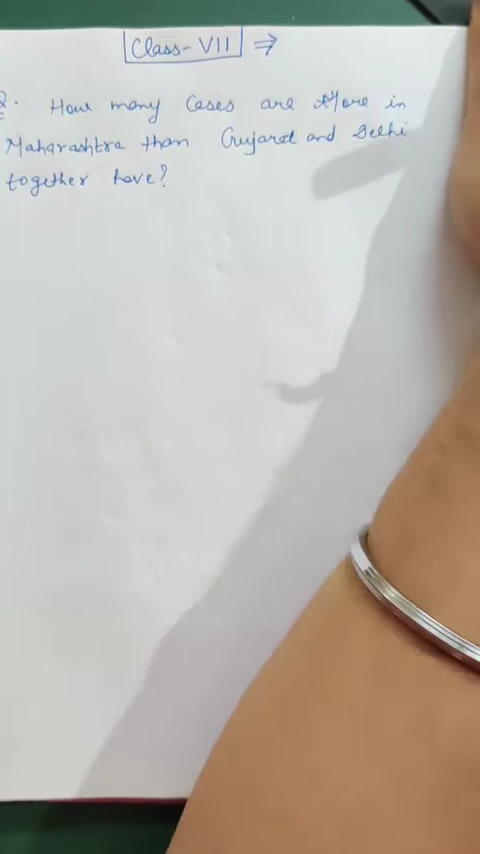 Class-VII ⇒
Q. How many Cases are More in
Maharashtra than Gujarat and Delhi
together have?